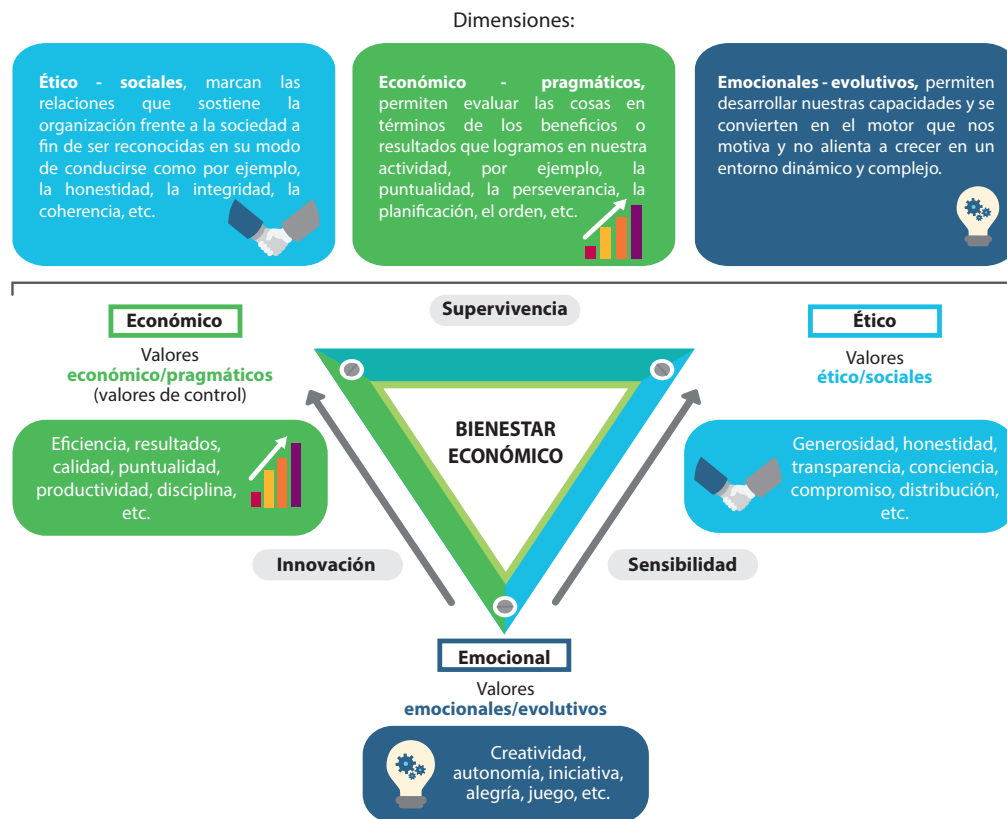 Dimensiones:
Ético - sociales, marcan las
relaciones que sostiene la
organización frente a la sociedad a
fin de ser reconocidas en su modo
de conducirse como por ejemplo,
la honestidad, la integridad, la
coherencia, etc.
Económico - pragmáticos,
permiten evaluar las cosas en
términos de los beneficios o
resultados que logramos en nuestra
actividad, por ejemplo, la
puntualidad, la perseverancia, la
planificación, el orden, etc.
Emocionales - evolutivos, permiten
desarrollar nuestras capacidades y se
convierten en el motor que nos
motiva y no alienta a crecer en un
entorno dinámico y complejo.
Supervivencia
Económico
Valores
económico/pragmáticos
(valores de control)
Eficiencia, resultados,
calidad, puntualidad,
productividad, disciplina,
etc.
BIENESTAR
ECONÓMICO
Ético
Valores
ético/sociales
Generosidad, honestidad,
transparencia, conciencia,
compromiso, distribución,
etc.
Innovación
Sensibilidad
Emocional
Valores
emocionales/evolutivos
Creatividad,
autonomía, iniciativa,
alegría, juego, etc.